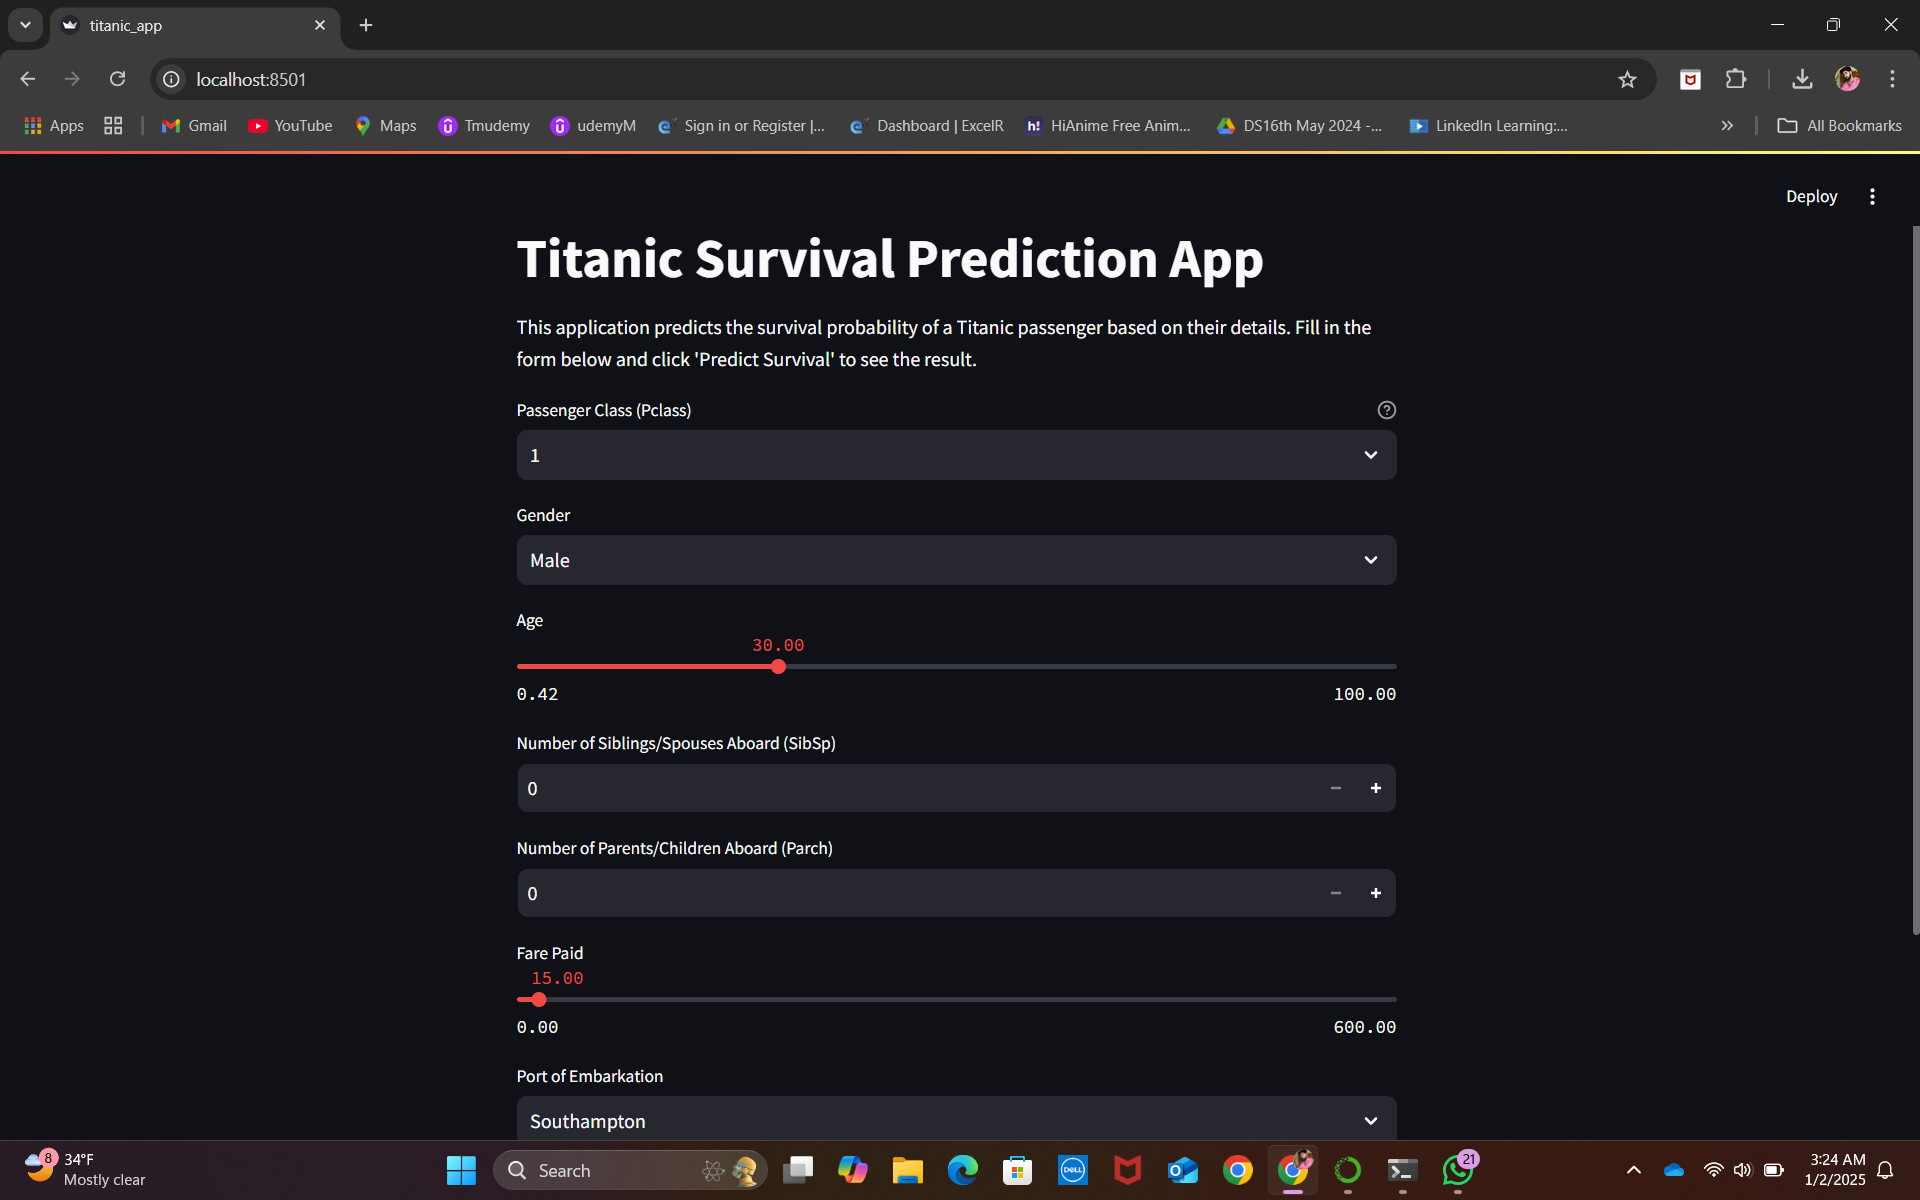 titanic_app
localhost:8501
Apps
Gmail
YouTube
Maps
Tmudemy
udemyM
Sign in or Register |...
Dashboard | ExcelR
h! HiAnime Free Anim...
DS16th May 2024 -...
LinkedIn Learning:...
All Bookmarks
Deploy
Titanic Survival Prediction App
This application predicts the survival probability of a Titanic passenger based on their details. Fill in the
form below and click 'Predict Survival' to see the result.
Passenger Class (Pclass)
1
Gender
Male
Age
30.00
0.42 100.00
Number of Siblings/Spouses Aboard (SibSp)
0
Number of Parents/Children Aboard (Parch)
0
Fare Paid
15.00
0.00 600.00
Port of Embarkation
Southampton
8
34°F
Mostly clear
Search
DELL
21
3:24 AM
1/2/2025